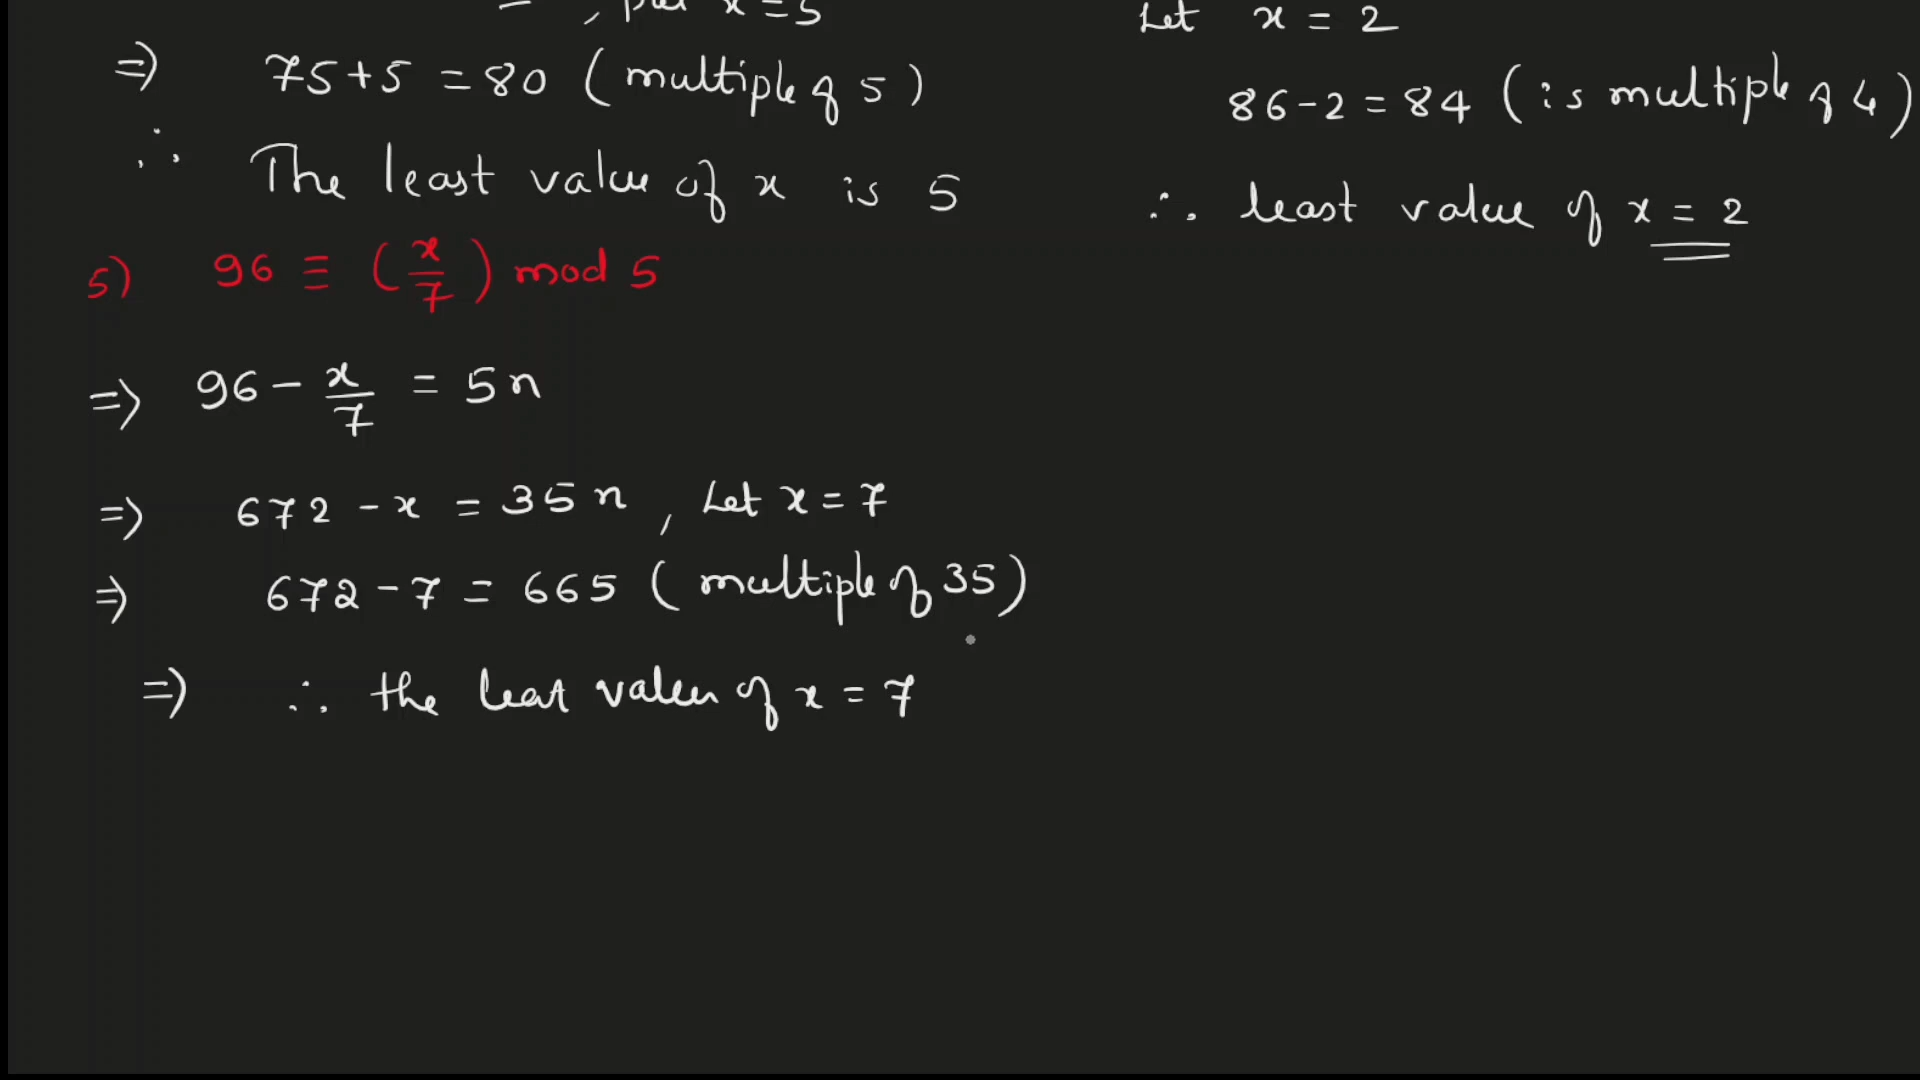 , put x = 5
⇒ 75+5 = 80 (multiple of 5)
∴ The least value of x is 5
5) 96 ≡ (x/7) mod 5
⇒ 96 - x/7 = 5n
⇒ 672 - x = 35n , Let x = 7
⇒ 672 - 7 = 665 (multiple of 35)
⇒ ∴ the least value of x = 7
Let x = 2
86-2 = 84 (is multiple of 4)
∴ least value of x = 2